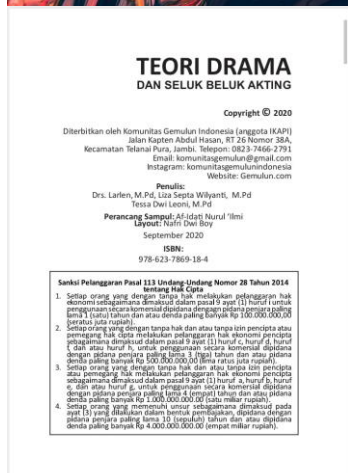 TEORI DRAMA
DAN SELUK BELUK AKTING
Copyright © 2020
Diterbitkan oleh Komunitas Gemulun Indonesia (anggota IKAPI)
Jalan Kapten Abdul Hasan, RT 26 Nomor 38A,
Kecamatan Telanai Pura, Jambi. Telepon: 0823-7466-2791
Email: komunitasgemulun@gmail.com
Instagram: komunitasgemulunindonesia
Website: Gemulun.com
Penulis:
Drs. Larlen, M.Pd, Liza Septa Wilyanti, M.Pd
Tessa Dwi Leoni, M.Pd
Perancang Sampul: Af-Idati Nurul 'Ilmi
Layout: Nafri Dwi Boy
September 2020
ISBN:
978-623-7869-18-4
Sanksi Pelanggaran Pasal 113 Undang-Undang Nomor 28 Tahun 2014
tentang Hak Cipta
1. Setiap orang yang dengan tanpa hak melakukan pelanggaran hak
ekonomi sebagaimana dimaksud dalam pasal 9 ayat (1) huruf i untuk
penggunaan secara komersial dipidana dengagn pidana penjara paling
lama 1 (satu) tahun dan atau denda paling banyak Rp 100.000.000,00
(seratus juta rupiah).
2. Setiap orang yang dengan tanpa hak dan atau tanpa izin pencipta atau
pemegang hak cipta melakukan pelanggaran hak ekonomi pencipta
sebagaimana dimaksud dalam pasal 9 ayat (1) huruf c, huruf d, huruf
f, dan atau huruf h, untuk penggunaan secara komersial dipidana
dengan pidana penjara paling lama 3 (tiga) tahun dan atau pidana
denda paling banyak Rp 500.000.000,00 (lima ratus juta rupiah).
3. Setiap orang yang dengan tanpa hak dan atau tanpa izin pencipta
atau pemegang hak melakukan pelanggaran hak ekonomi pencipta
sebagaimana dimaksud dalam pasal 9 ayat (1) huruf a, huruf b, huruf
e, dan atau huruf g, untuk penggunaan secara komersial dipidana
dengan pidana penjara paling lama 4 (empat) tahun dan atau pidana
denda paling banyak Rp 1.000.000.000.00 (satu miliar rupiah).
4. Setiap orang yang memenuhi unsur sebagaimana dimaksud pada
ayat (3) yang dilakukan dalam bentuk pembajakan, dipidana dengan
pidana penjara paling lama 10 (sepuluh) tahun dan atau pidana
denda paling banyak Rp 4.000.000.000.00 (empat miliar rupiah).